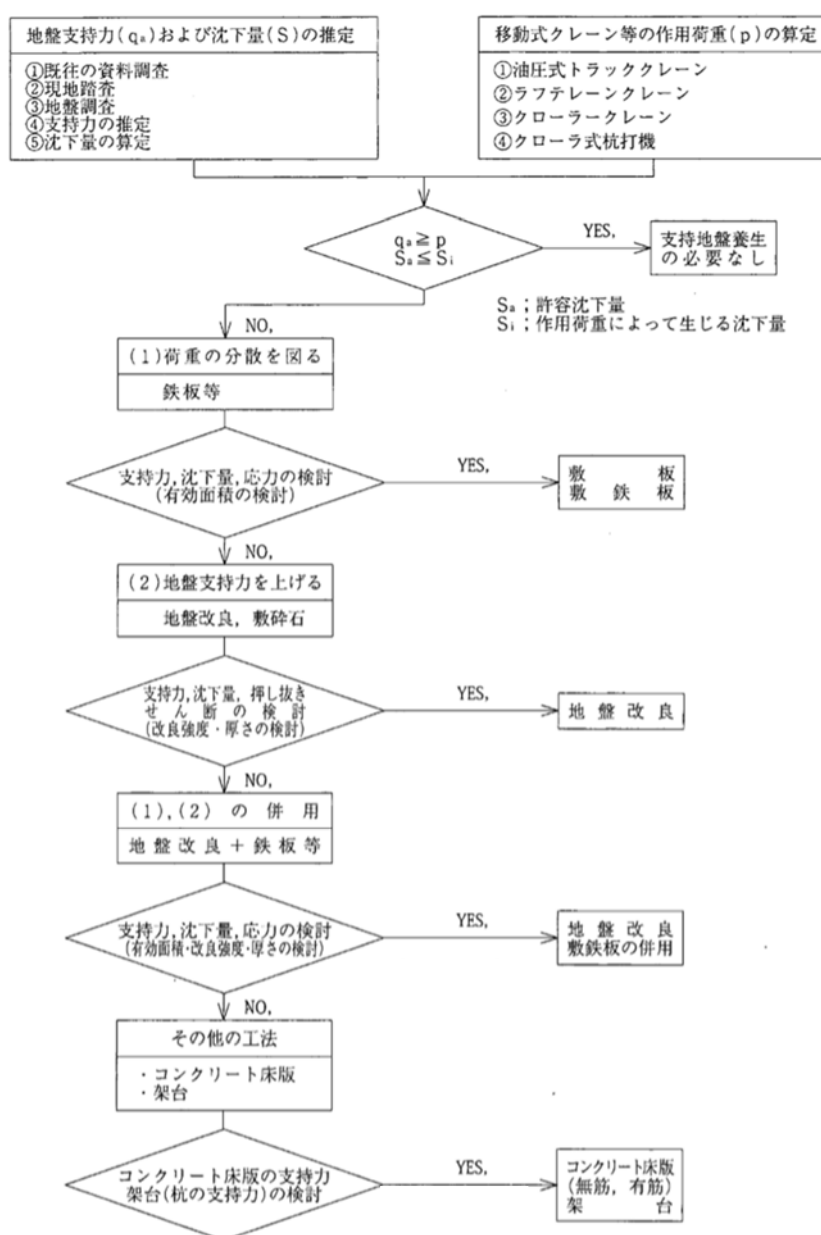 地盤支持力(qa)および沈下量(S)の推定
①既往の資料調査
②現地踏査
③地盤調査
④支持力の推定
⑤沈下量の算定
移動式クレーン等の作用荷重(p)の算定
①油圧式トラッククレーン
②ラフテレーンクレーン
③クローラークレーン
④クローラ式杭打機
qa≧p
Sa≦Si
YES,
支持地盤養生
の必要なし
Sa；許容沈下量
Si；作用荷重によって生じる沈下量
NO,
(1)荷重の分散を図る
鉄板等
支持力,沈下量,応力の検討
(有効面積の検討)
YES,
敷板
敷鉄板
NO,
(2)地盤支持力を上げる
地盤改良，敷砕石
支持力,沈下量，押し抜き
せん断の検討
(改良強度・厚さの検討)
YES,
地盤改良
NO,
(1),(2)の併用
地盤改良＋鉄板等
支持力,沈下量,応力の検討
(有効面積・改良強度・厚さの検討)
YES,
地盤改良
敷鉄板の併用
NO,
その他の工法
・コンクリート床版
・架台
コンクリート床版の支持力
架台(杭の支持力)の検討
YES,
コンクリート床版
(無筋，有筋)
架台